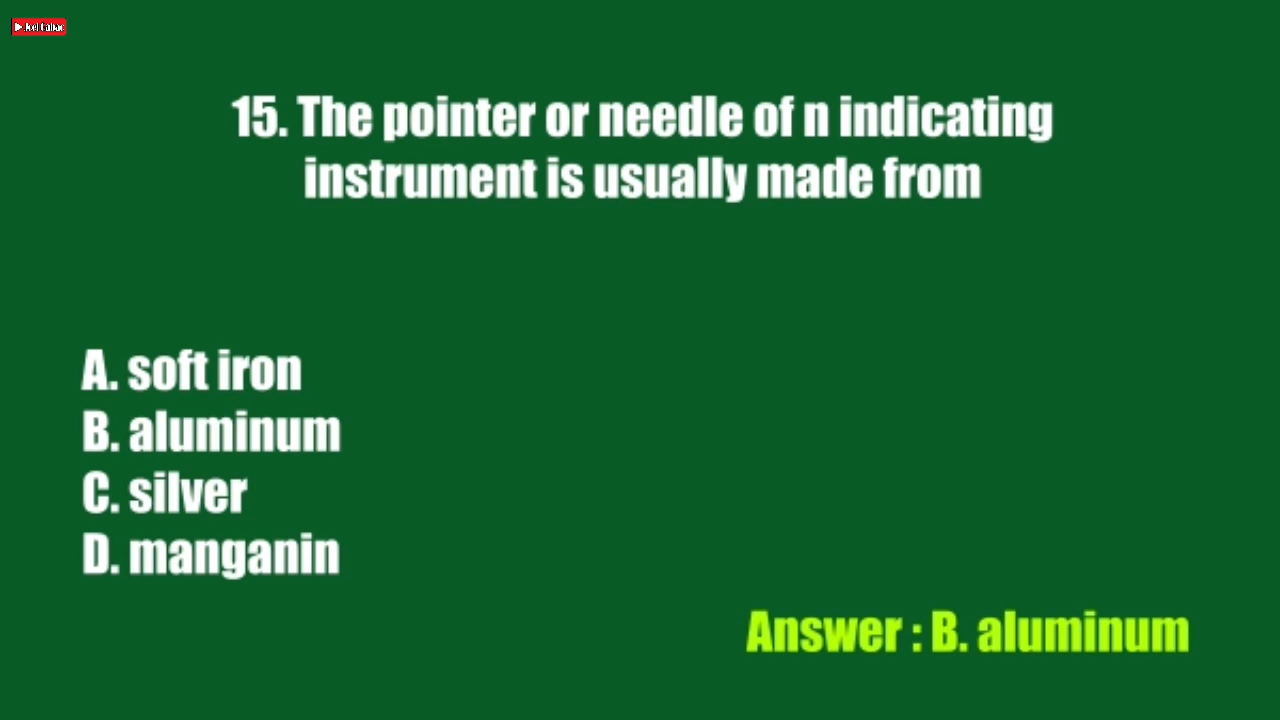 15. The pointer or needle of n indicating
instrument is usually made from
A. soft iron
B. aluminum
C. silver
D. manganin
Answer : B. aluminum